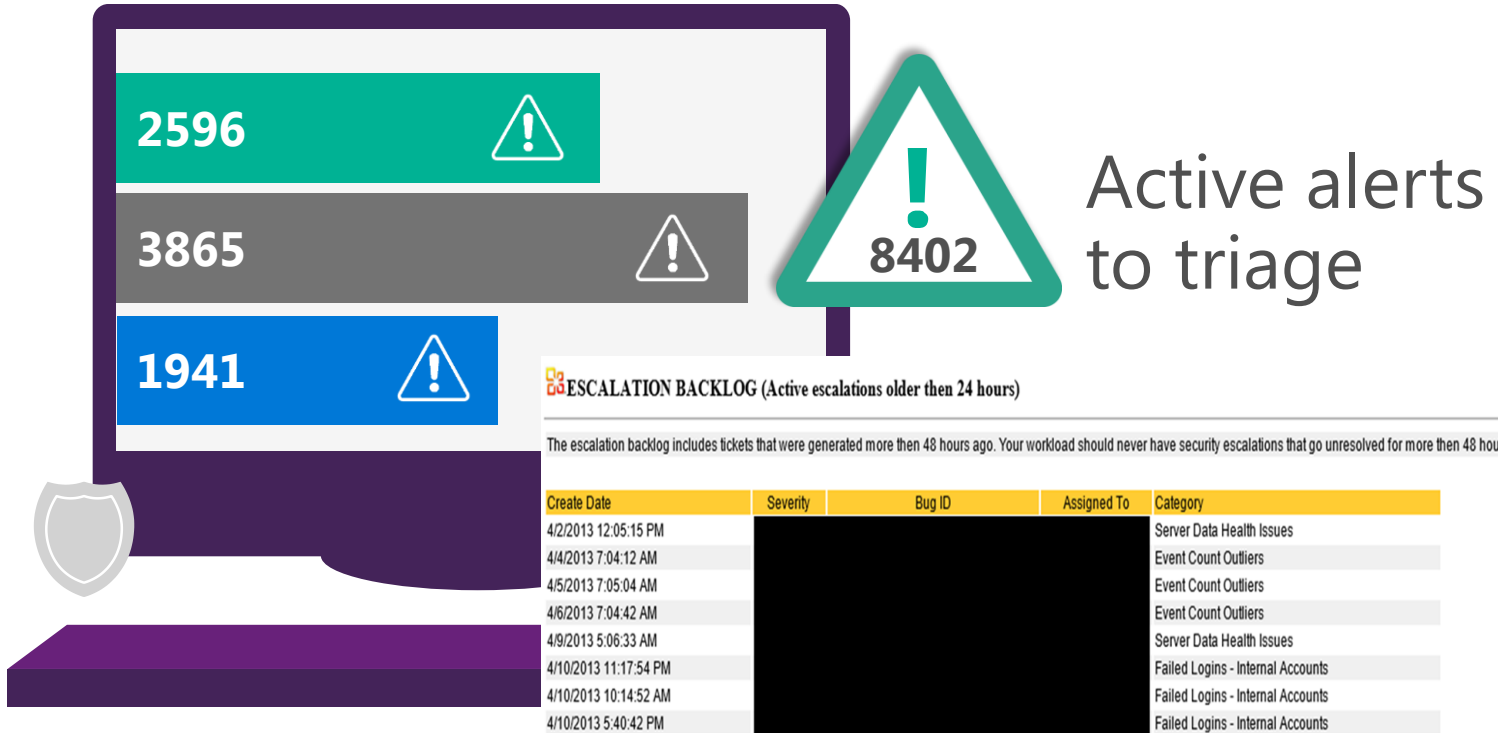 2596
3865
1941
!
8402
Active alerts
to triage
ESCALATION BACKLOG (Active escalations older then 24 hours)
The escalation backlog includes tickets that were generated more then 48 hours ago. Your workload should never have security escalations that go unresolved for more then 48 hou
Create Date Severity Bug ID Assigned To Category
4/2/2013 12:05:15 PM Server Data Health Issues
4/4/2013 7:04:12 AM Event Count Outliers
4/5/2013 7:05:04 AM Event Count Outliers
4/6/2013 7:04:42 AM Event Count Outliers
4/9/2013 5:06:33 AM Server Data Health Issues
4/10/2013 11:17:54 PM Failed Logins - Internal Accounts
4/10/2013 10:14:52 AM Failed Logins - Internal Accounts
4/10/2013 5:40:42 PM Failed Logins - Internal Accounts